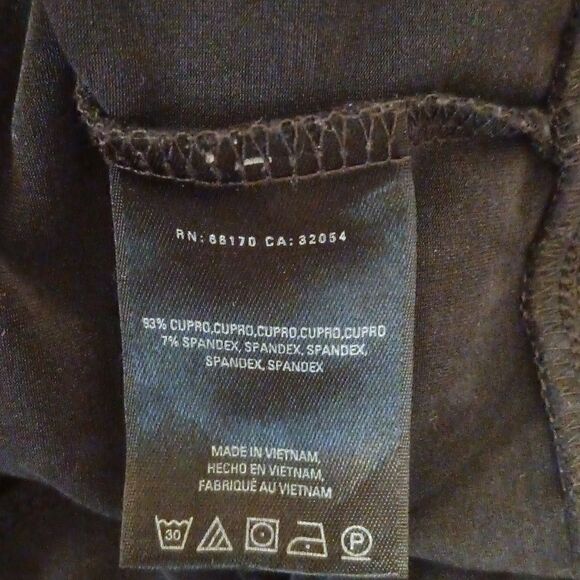 RN: 66170 CA: 32054
93% CUPRO,CUPRO,CUPRO,CUPRO,CUPRO
7% SPANDEX, SPANDEX, SPANDEX,
SPANDEX, SPANDEX
MADE IN VIETNAM,
HECHO EN VIETNAM,
FABRIQUÉ AU VIETNAM
30 P